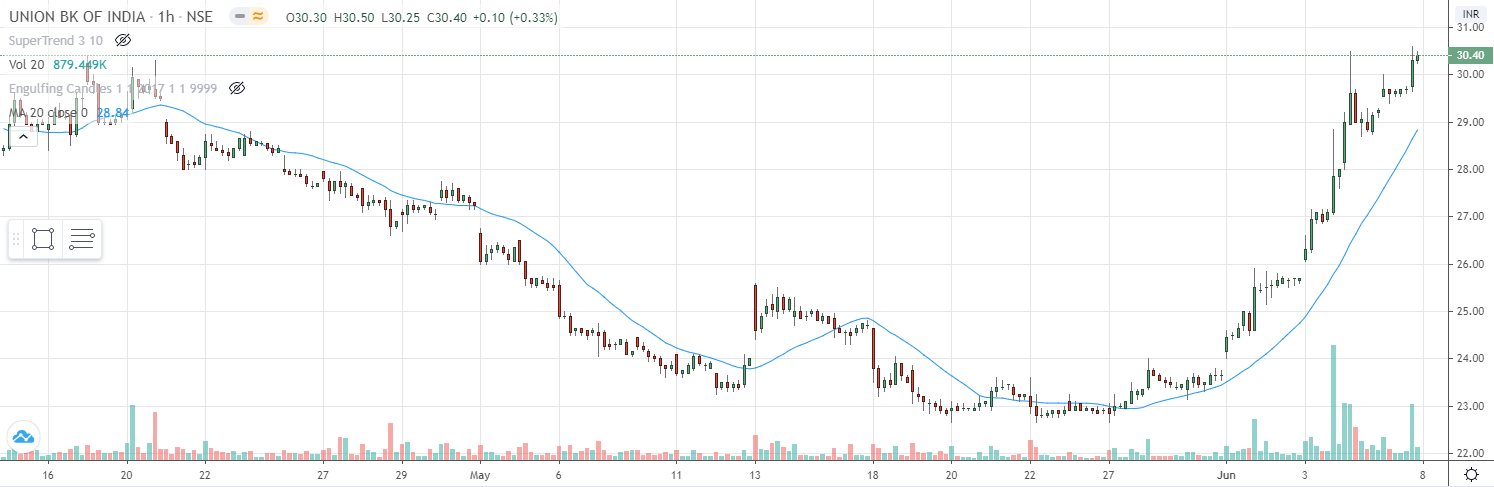 UNION BK OF INDIA · 1h · NSE O30.30 H30.50 L30.25 C30.40 +0.10 (+0.33%)
INR
SuperTrend 3 10
31.00
Vol 20 879.449K
30.40
30.00
Engulfing Candles 1 1 2017 1 1 9999
MA 20 close 0 28.84
29.00
28.00
27.00
26.00
25.00
24.00
23.00
22.00
16 20 22 27 29 May 6 11 13 18 20 22 27 Jun 3 8